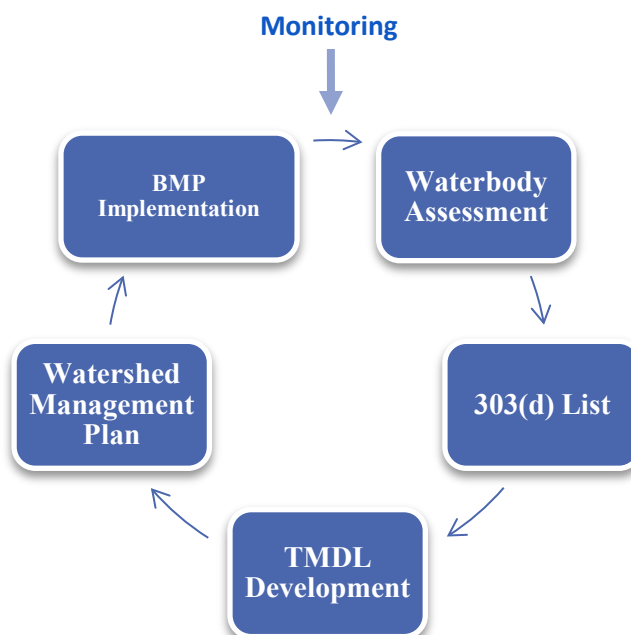 Monitoring
BMP
Implementation
Waterbody
Assessment
303(d) List
TMDL
Development
Watershed
Management
Plan